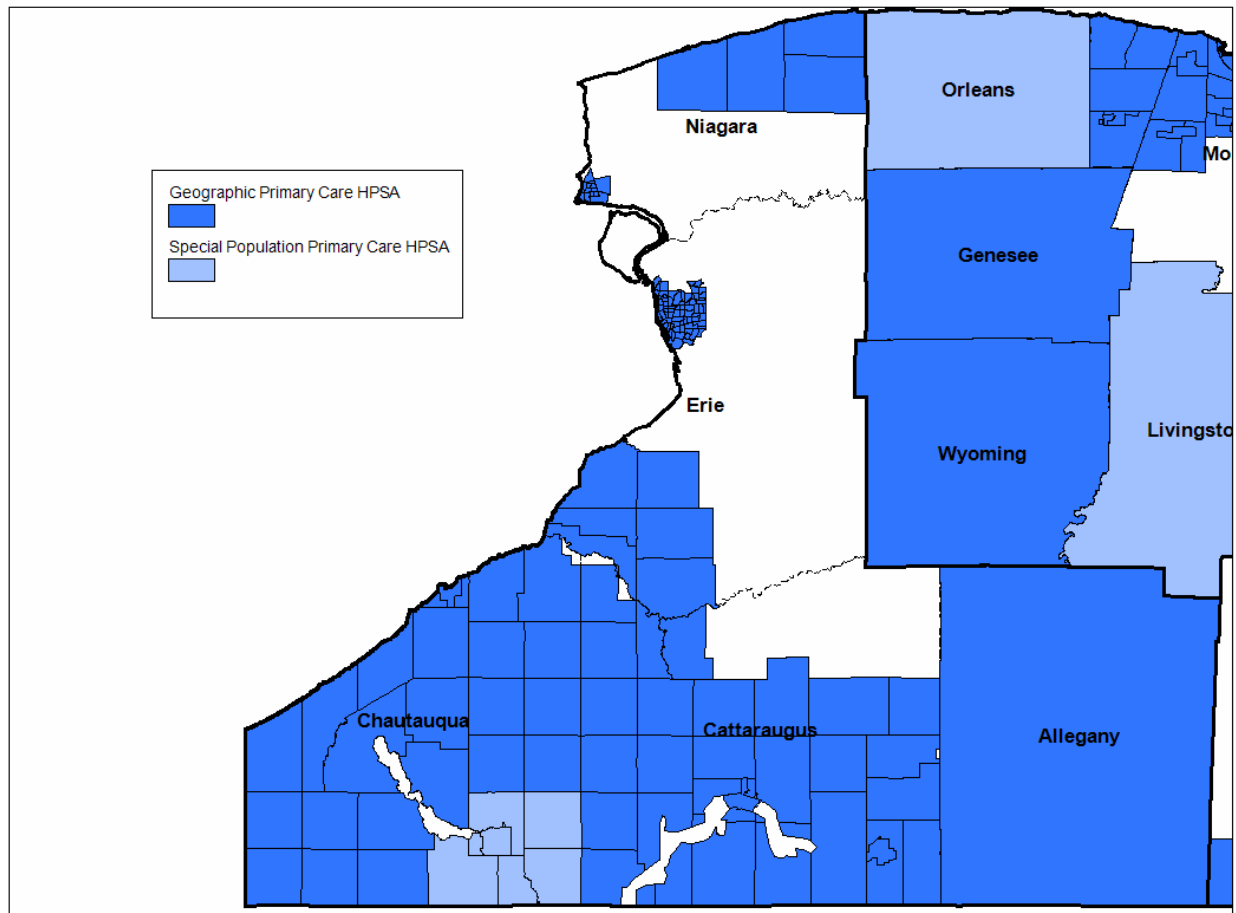 Orleans
Niagara
Mo
Geographic Primary Care HPSA
Special Population Primary Care HPSA
Genesee
Erie
Livingsto
Wyoming
Chautauqua
Cattaraugus
Allegany